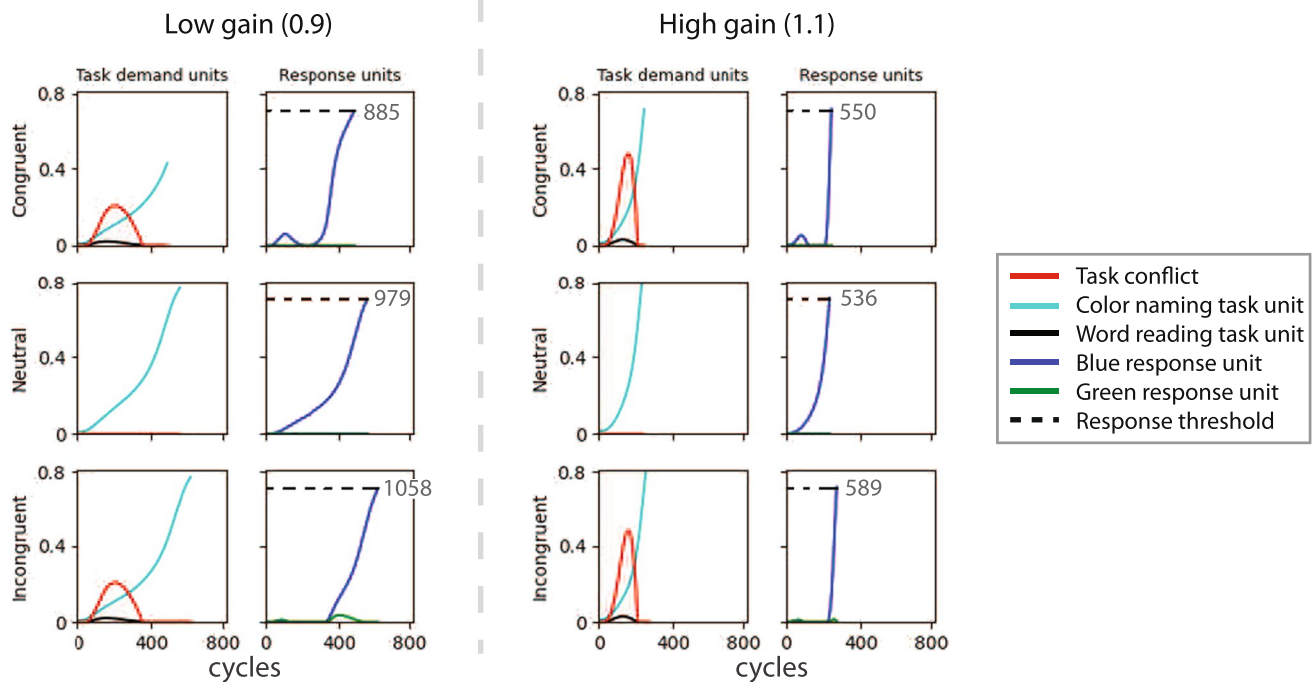 Low gain (0.9)
High gain (1.1)
Task demand units
Response units
Task demand units
Response units
Congruent
0.8
0.4
0
885
Congruent
0.8
0.4
0
550
Neutral
0.8
0.4
0
979
Neutral
0.8
0.4
0
536
Incongruent
0.8
0.4
0
1058
Incongruent
0.8
0.4
0
589
0 400 800
0 400 800
0 400 800
0 400 800
cycles
cycles
Task conflict
Color naming task unit
Word reading task unit
Blue response unit
Green response unit
Response threshold